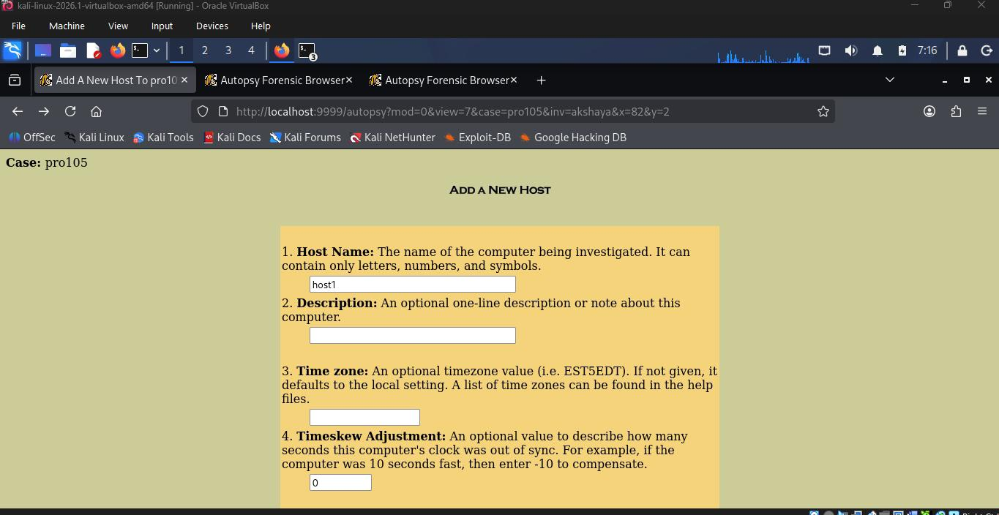 kali-linux-2026.1-virtualbox-amd64 [Running] - Oracle VirtualBox
File Machine View Input Devices Help
1 2 3 4 3 7:16
Add A New Host To pro10 Autopsy Forensic Browser Autopsy Forensic Browser
http://localhost:9999/autopsy?mod=0&view=7&case=pro105&inv=akshaya&x=82&y=2
OffSec Kali Linux Kali Tools Kali Docs Kali Forums Kali NetHunter Exploit-DB Google Hacking DB
Case: pro105
ADD A NEW HOST
1. Host Name: The name of the computer being investigated. It can
contain only letters, numbers, and symbols.
host1
2. Description: An optional one-line description or note about this
computer.
3. Time zone: An optional timezone value (i.e. EST5EDT). If not given, it
defaults to the local setting. A list of time zones can be found in the help
files.
4. Timeskew Adjustment: An optional value to describe how many
seconds this computer's clock was out of sync. For example, if the
computer was 10 seconds fast, then enter -10 to compensate.
0